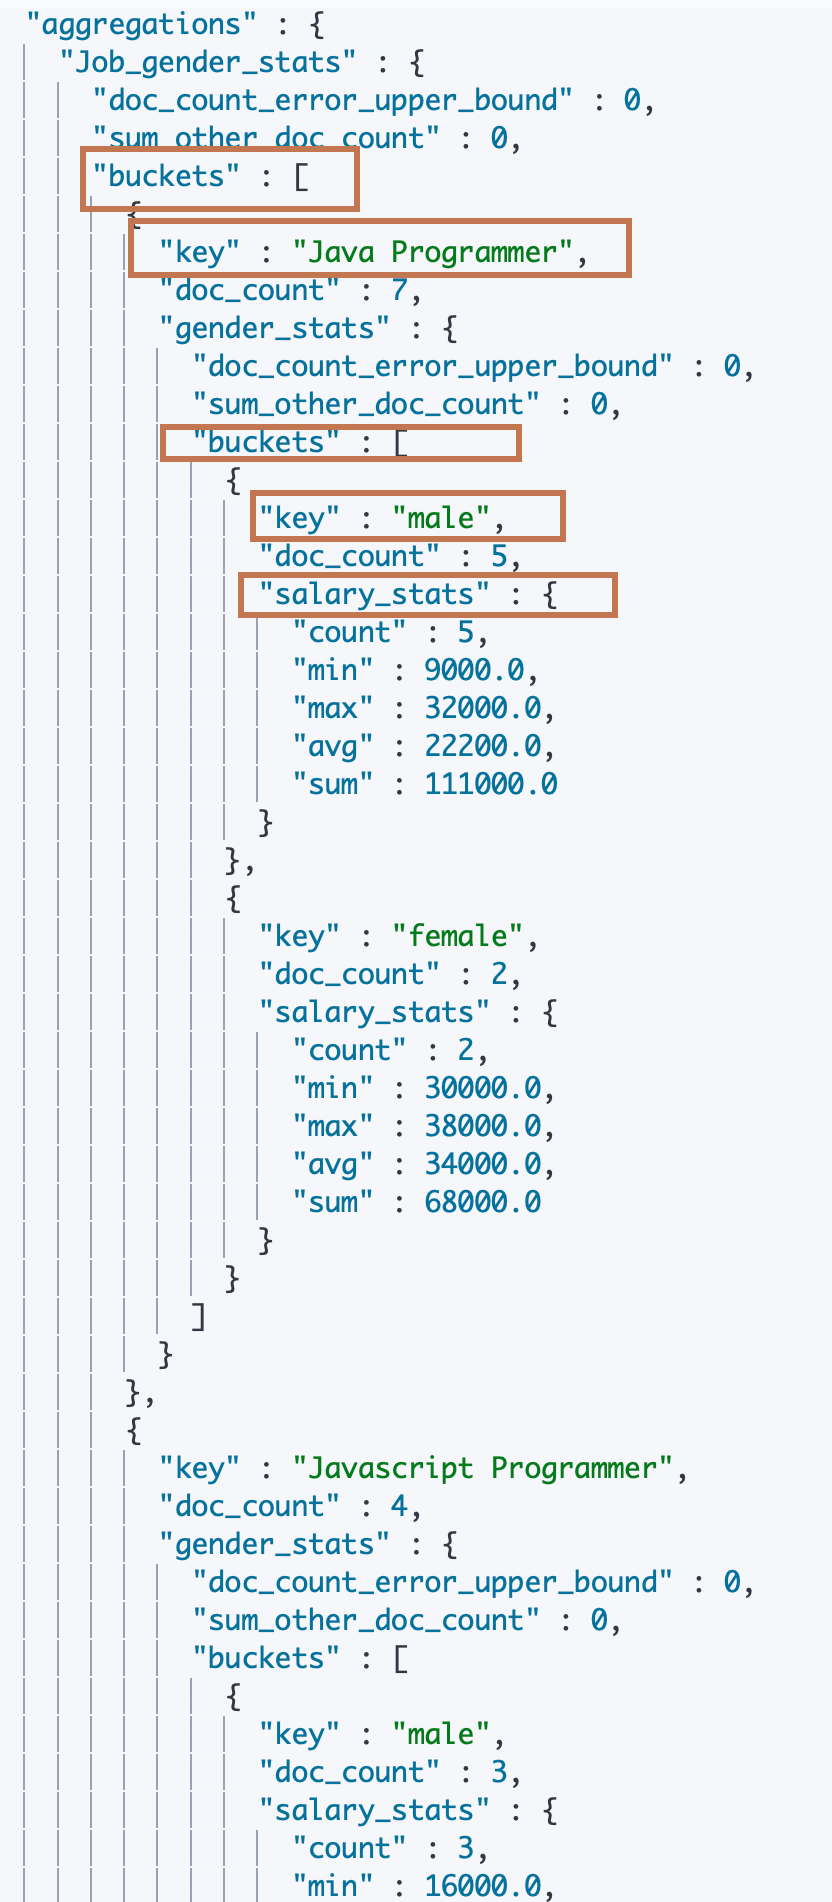 "aggregations" : {
"Job_gender_stats" : {
"doc_count_error_upper_bound" : 0,
"sum_other_doc_count" : 0,
"buckets" : [
{
"key" : "Java Programmer",
"doc_count" : 7,
"gender_stats" : {
"doc_count_error_upper_bound" : 0,
"sum_other_doc_count" : 0,
"buckets" : [
{
"key" : "male",
"doc_count" : 5,
"salary_stats" : {
"count" : 5,
"min" : 9000.0,
"max" : 32000.0,
"avg" : 22200.0,
"sum" : 111000.0
}
},
{
"key" : "female",
"doc_count" : 2,
"salary_stats" : {
"count" : 2,
"min" : 30000.0,
"max" : 38000.0,
"avg" : 34000.0,
"sum" : 68000.0
}
}
]
}
},
{
"key" : "Javascript Programmer",
"doc_count" : 4,
"gender_stats" : {
"doc_count_error_upper_bound" : 0,
"sum_other_doc_count" : 0,
"buckets" : [
{
"key" : "male",
"doc_count" : 3,
"salary_stats" : {
"count" : 3,
"min" : 16000.0,